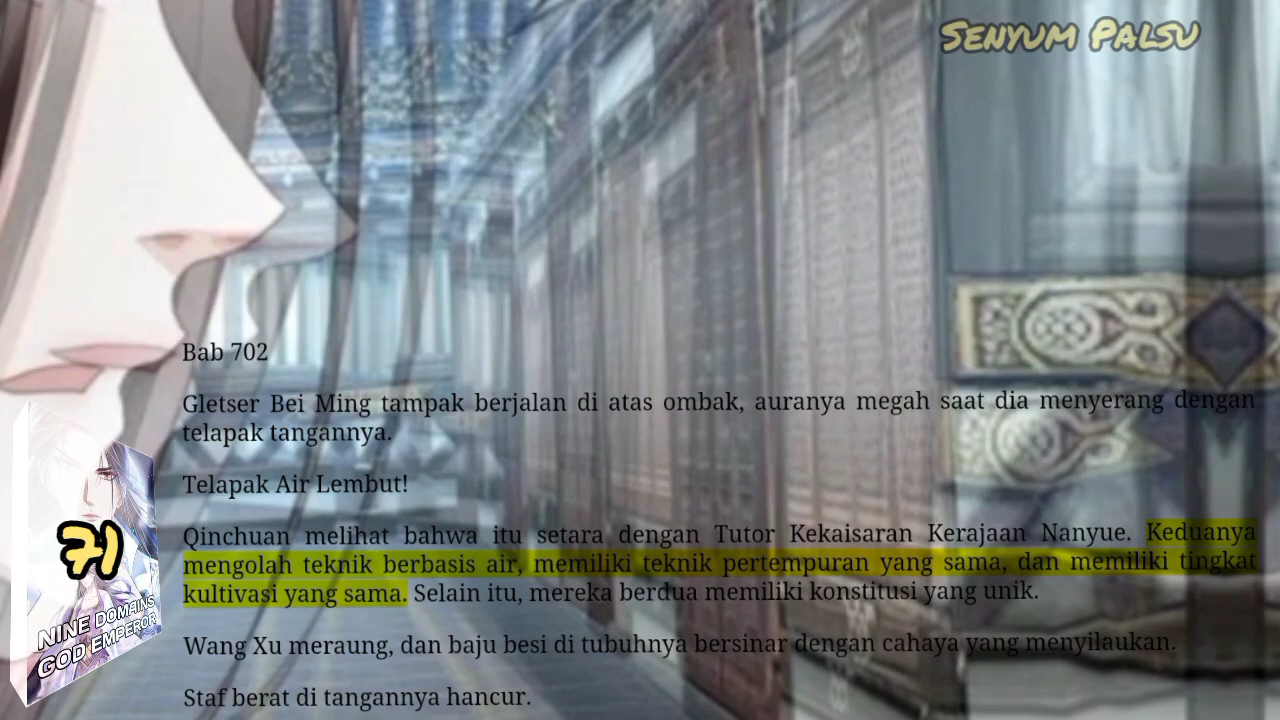 Senyum Palsu
Bab 702
Gletser Bei Ming tampak berjalan di atas ombak, auranya megah saat dia menyerang dengan
telapak tangannya.
Telapak Air Lembut!
Qinchuan melihat bahwa itu setara dengan Tutor Kekaisaran Kerajaan Nanyue. Keduanya
mengolah teknik berbasis air, memiliki teknik pertempuran yang sama, dan memiliki tingkat
kultivasi yang sama. Selain itu, mereka berdua memiliki konstitusi yang unik.
Wang Xu meraung, dan baju besi di tubuhnya bersinar dengan cahaya yang menyilaukan.
Staf berat di tangannya hancur.
71
NINE DOMAINS
GOD EMPEROR